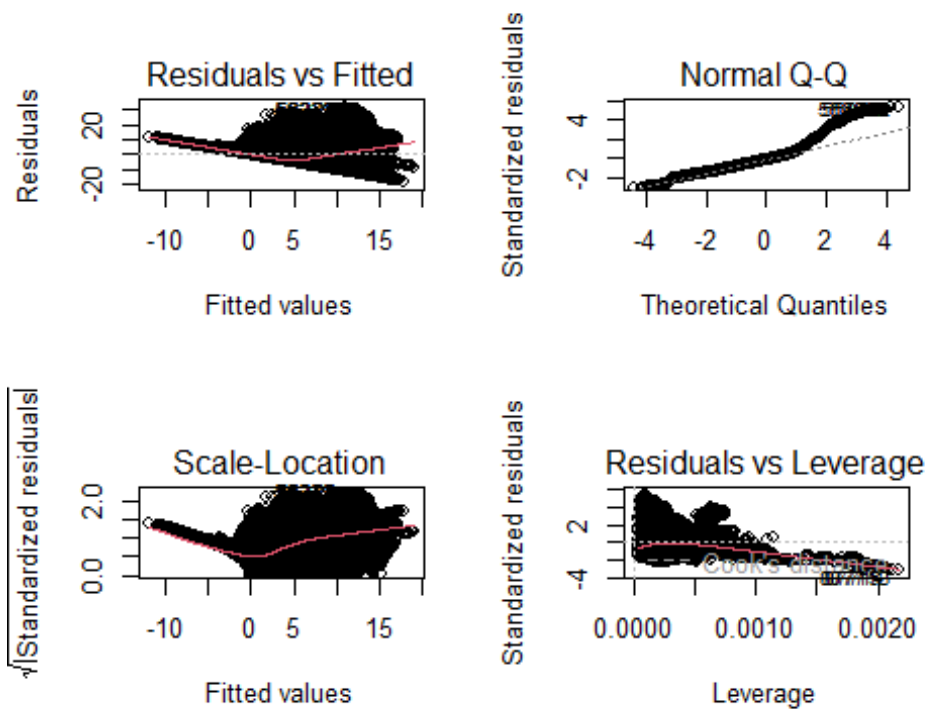 Residuals vs Fitted
Residuals
-20
20
-10
0
5
15
Fitted values
Normal Q-Q
Standardized residuals
-2
4
-4
-2
0
2
4
Theoretical Quantiles
Scale-Location
√|Standardized residuals|
0.0
2.0
-10
0
5
15
Fitted values
Residuals vs Leverage
Standardized residuals
-4
2
Cook's distance
0.0000
0.0010
0.0020
Leverage